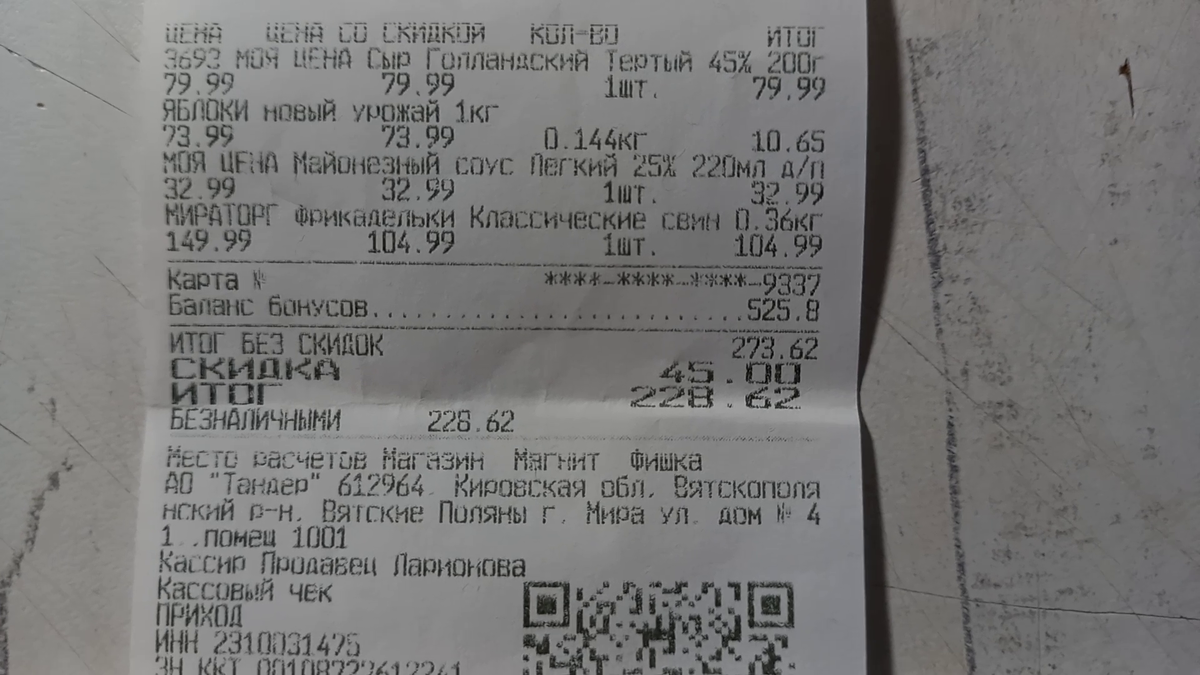 ЦЕНА ЦЕНА СО СКИДКОЙ КОЛ-ВО ИТОГ
3693 МОЯ ЦЕНА Сыр Голландский Тертый 45% 200г
79.99 79.99 1шт. 79.99
ЯБЛОКИ новый урожай 1кг
73.99 73.99 0.144кг 10.65
МОЯ ЦЕНА Майонезный соус Легкий 25% 220мл д/п
32.99 32.99 1шт. 32.99
МИРАТОРГ Фрикадельки Классические свин 0.36кг
149.99 104.99 1шт. 104.99
Карта № ****-****-****-9337
Баланс бонусов..............................525.8
ИТОГ БЕЗ СКИДОК 273.62
СКИДКА 45.00
ИТОГ 228.62
БЕЗНАЛИЧНЫМИ 228.62
Место расчетов Магазин Магнит Фишка
АО "Тандер" 612964, Кировская обл, Вятскополя
нский р-н, Вятские Поляны г, Мира ул, дом № 4
1, ,помещ 1001
Кассир Продавец Ларионова
Кассовый чек
ПРИХОД
ИНН 2310031475
ЗН ККТ 00108722612241